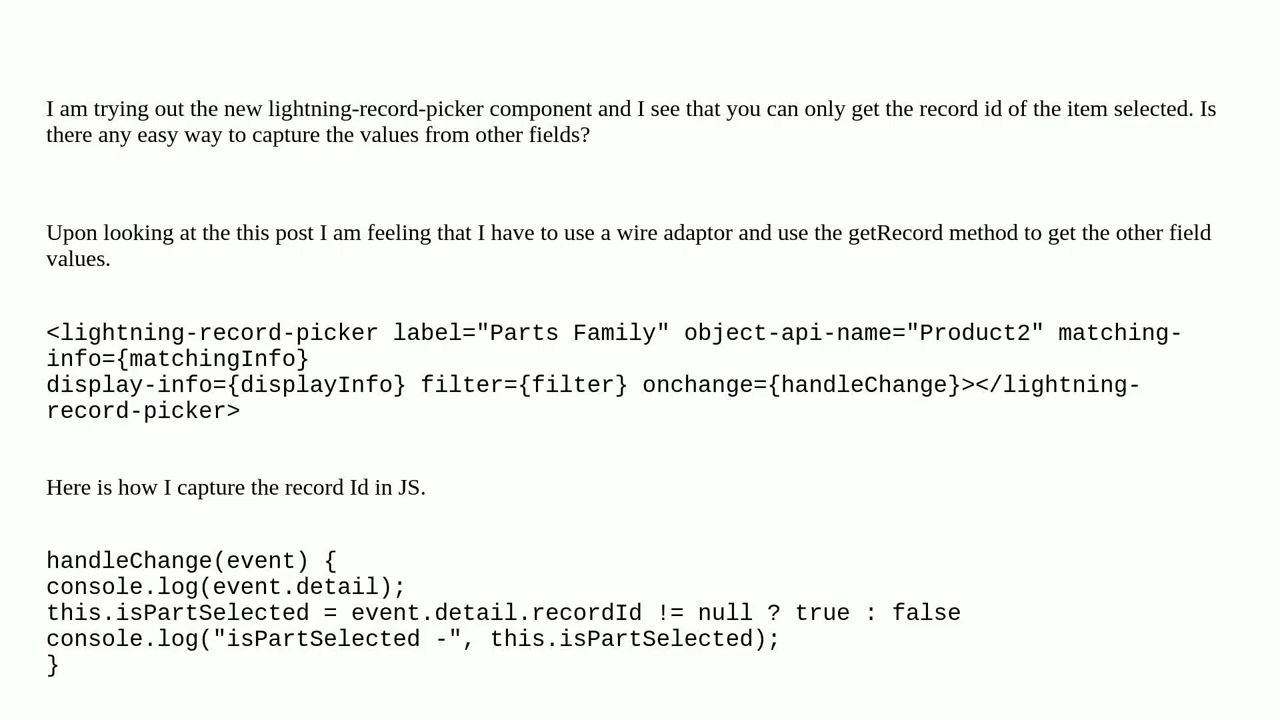 I am trying out the new lightning-record-picker component and I see that you can only get the record id of the item selected. Is
there any easy way to capture the values from other fields?
Upon looking at the this post I am feeling that I have to use a wire adaptor and use the getRecord method to get the other field
values.
<lightning-record-picker label="Parts Family" object-api-name="Product2" matching-
info={matchingInfo}
display-info={displayInfo} filter={filter} onchange={handleChange}></lightning-
record-picker>
Here is how I capture the record Id in JS.
handleChange(event) {
console.log(event.detail);
this.isPartSelected = event.detail.recordId != null ? true : false
console.log("isPartSelected -", this.isPartSelected);
}